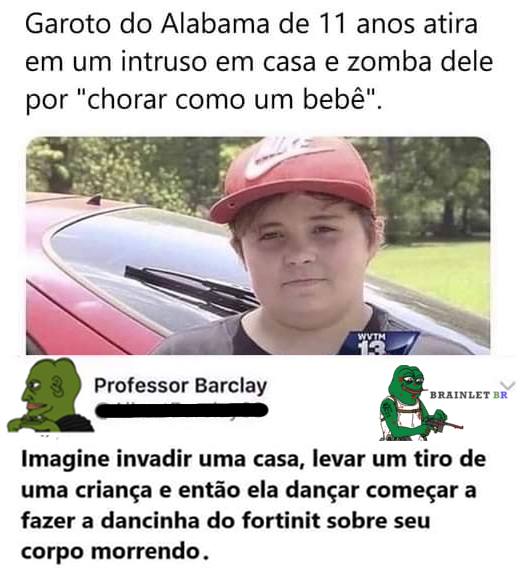 Garoto do Alabama de 11 anos atira
em um intruso em casa e zomba dele
por "chorar como um bebê".
NIKE
WVTM
13
Professor Barclay
BRAINLET BR
Imagine invadir uma casa, levar um tiro de
uma criança e então ela dançar começar a
fazer a dancinha do fortinit sobre seu
corpo morrendo.